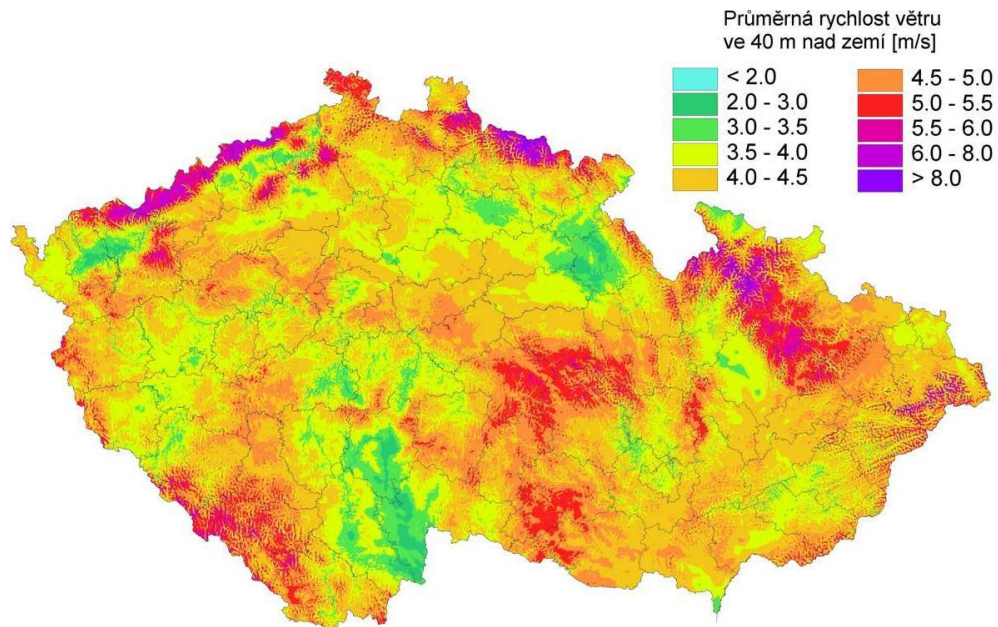 Průměrná rychlost větru
ve 40 m nad zemí [m/s]
< 2.0
2.0 - 3.0
3.0 - 3.5
3.5 - 4.0
4.0 - 4.5
4.5 - 5.0
5.0 - 5.5
5.5 - 6.0
6.0 - 8.0
> 8.0